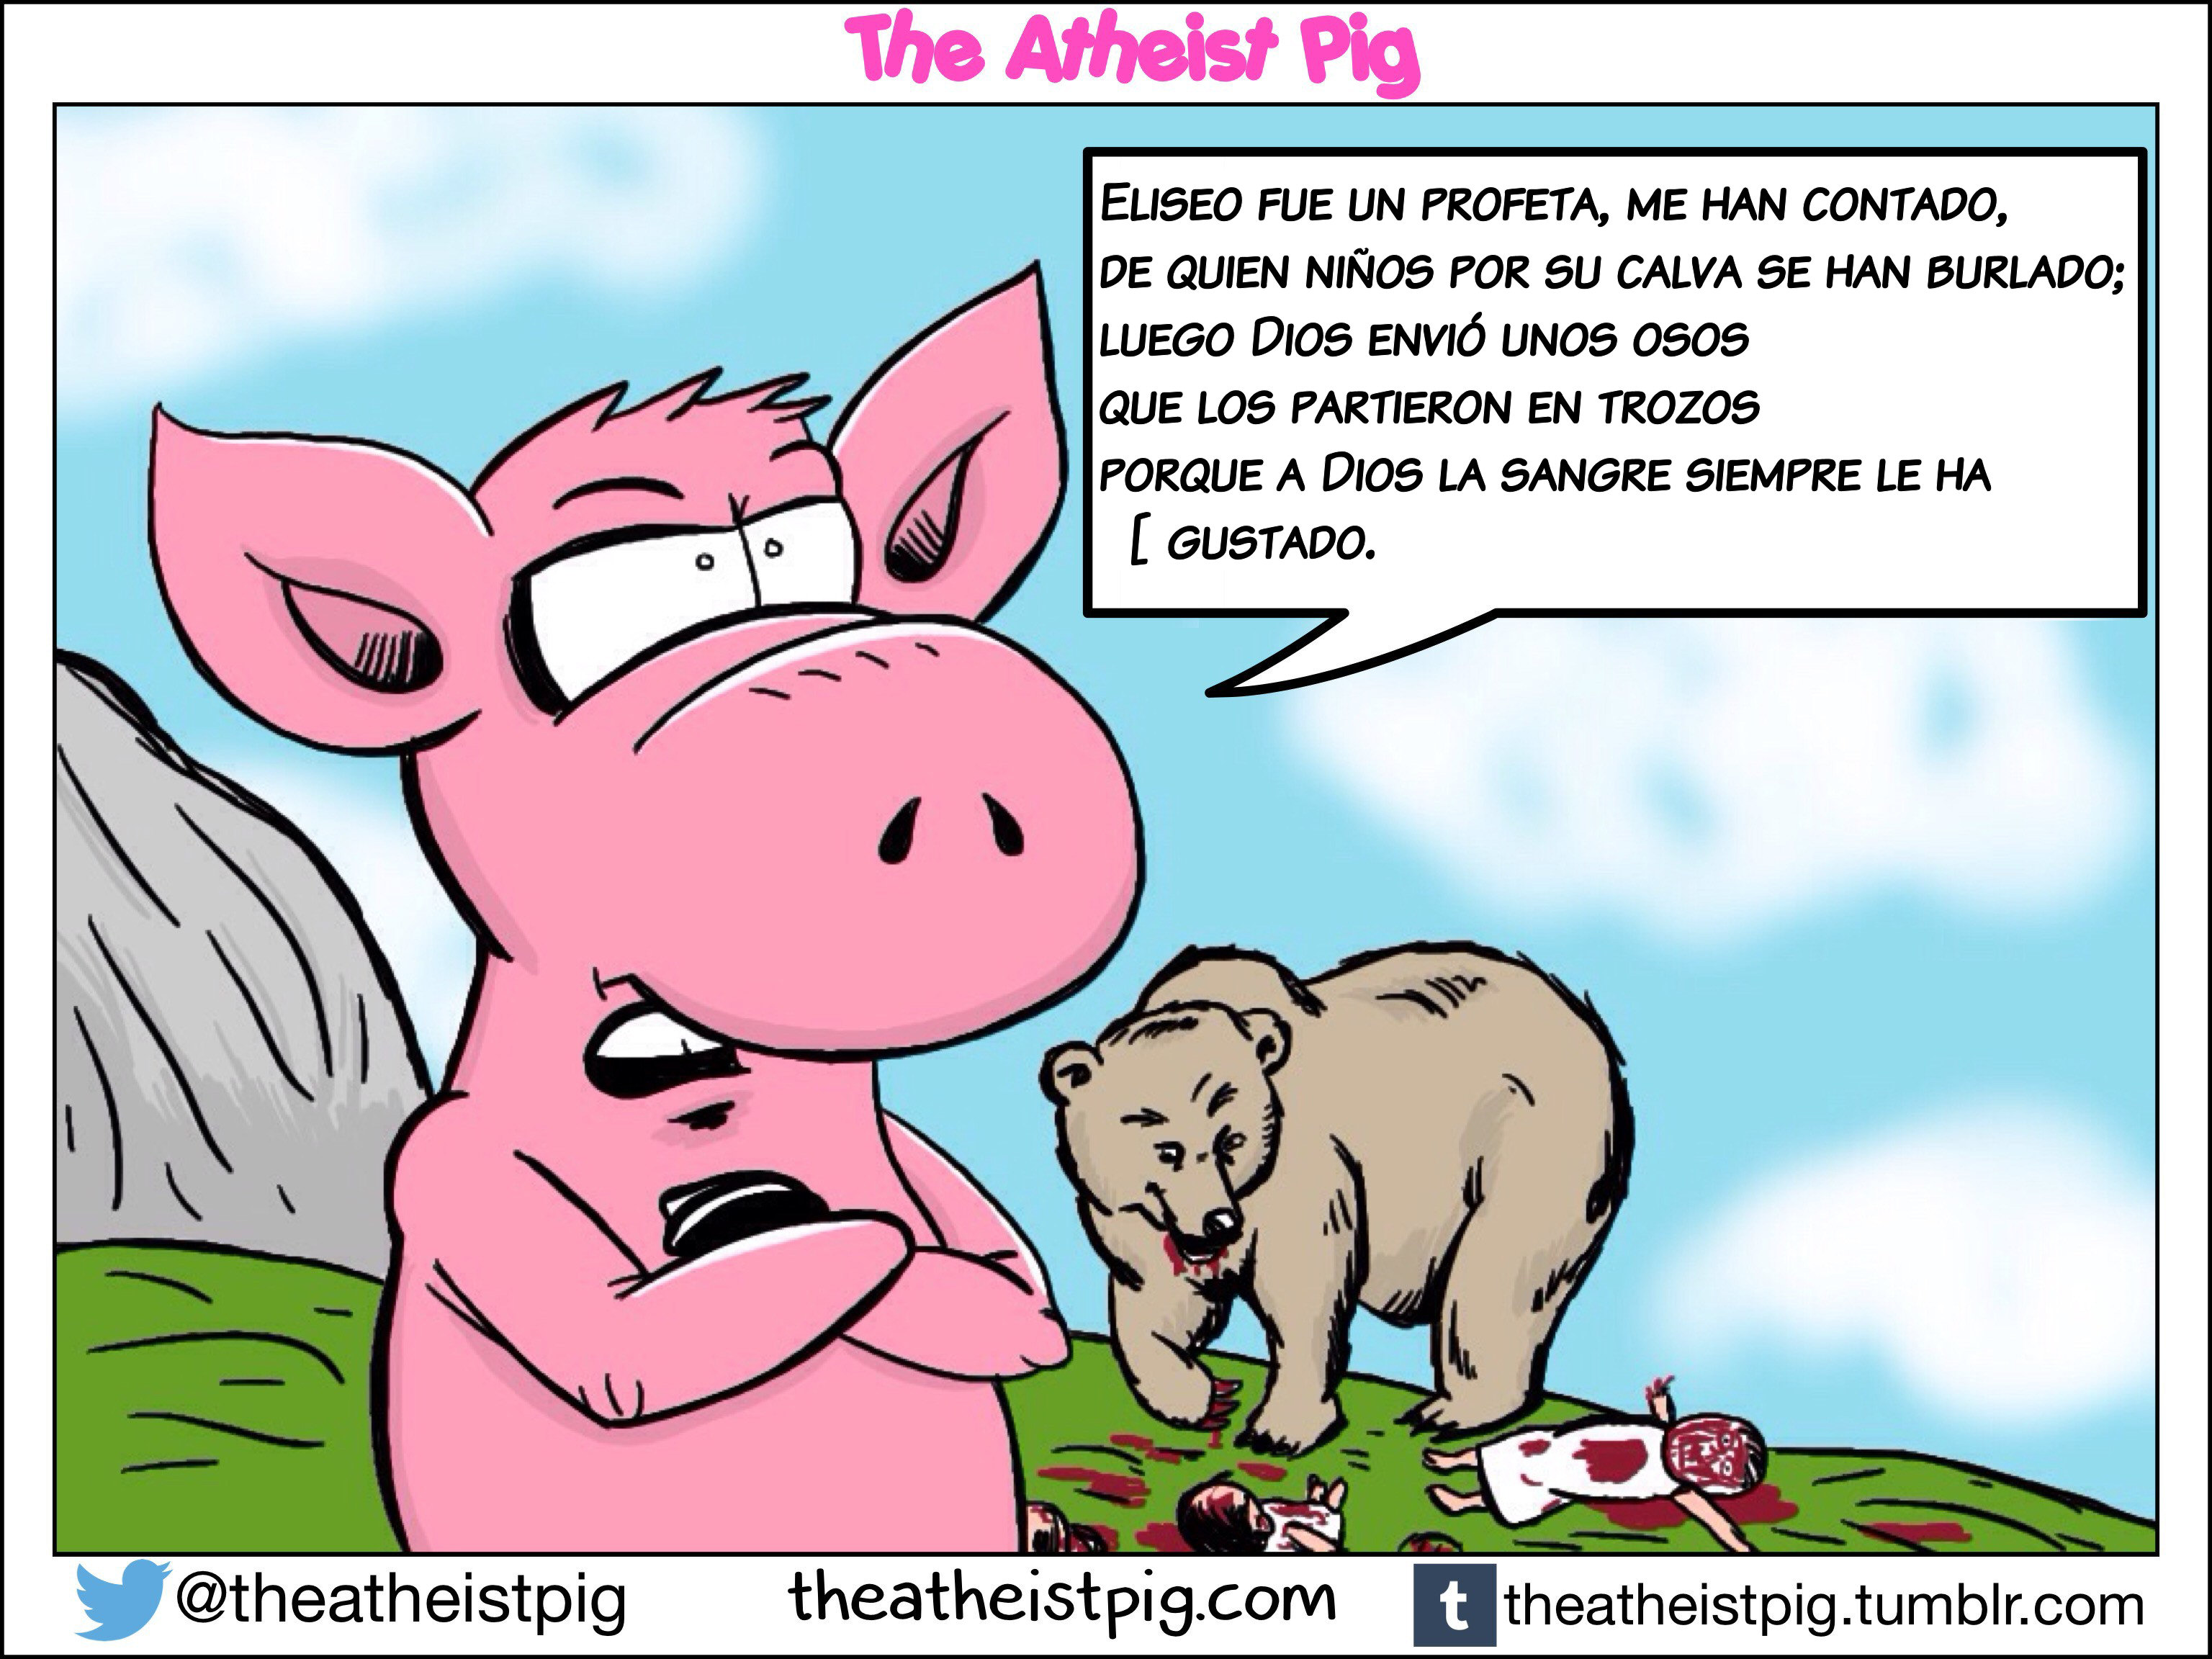 The Atheist Pig
Eliseo fue un profeta, me han contado,
de quien niños por su calva se han burlado;
luego Dios envió unos osos
que los partieron en trozos
porque a Dios la sangre siempre le ha
[ gustado.
@theatheistpig
theatheistpig.com
t theatheistpig.tumblr.com